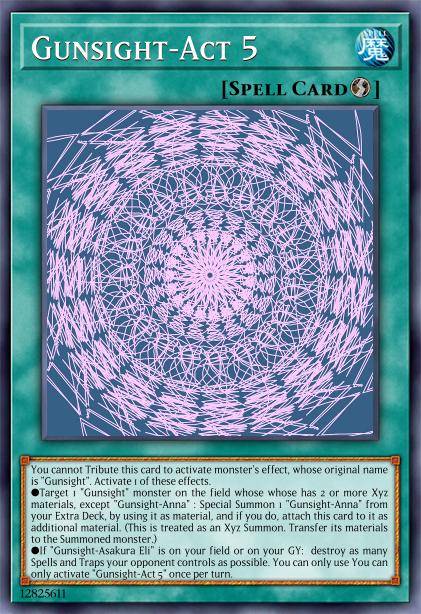 Gunsight-Act 5
SPELL
魔
[Spell Card]
You cannot Tribute this card to activate monster's effect, whose original name
is "Gunsight". Activate 1 of these effects.
●Target 1 "Gunsight" monster on the field whose whose has 2 or more Xyz
materials, except "Gunsight-Anna" : Special Summon 1 "Gunsight-Anna" from
your Extra Deck, by using it as material, and if you do, attach this card to it as
additional material. (This is treated as an Xyz Summon. Transfer its materials
to the Summoned monster.)
●If "Gunsight-Asakura Eli" is on your field or on your GY: destroy as many
Spells and Traps your opponent controls as possible. You can only use You can
only activate "Gunsight-Act 5" once per turn.
12825611